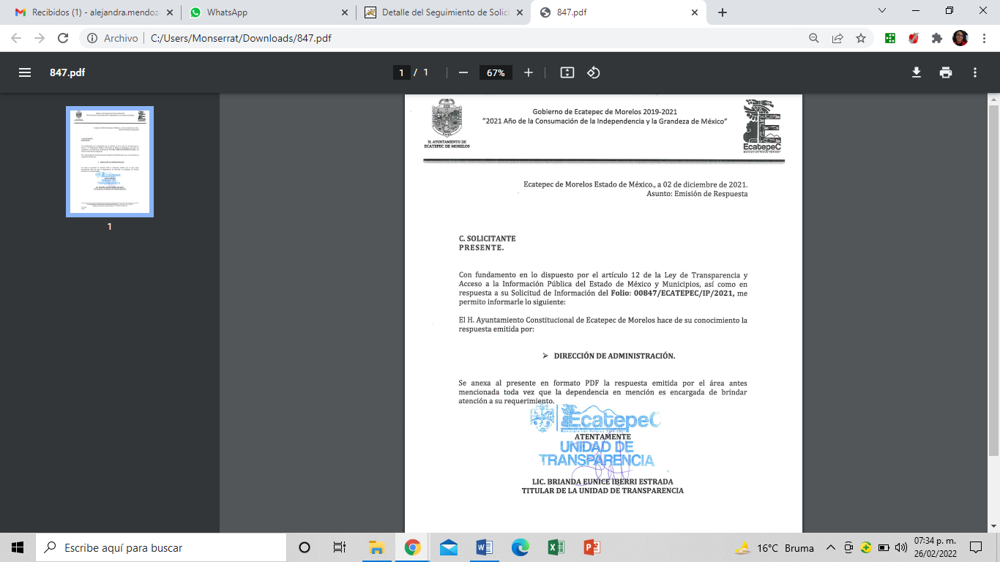 Recibidos (1) - alejandra.mendoz
WhatsApp
Detalle del Seguimiento de Solici
847.pdf
Archivo
C:/Users/Monserrat/Downloads/847.pdf
847.pdf
1 / 1
67%
1
H. AYUNTAMIENTO DE
ECATEPEC DE MORELOS
Gobierno de Ecatepec de Morelos 2019-2021
"2021 Año de la Consumación de la Independencia y la Grandeza de México"
EcatepeC
Ecatepec de Morelos Estado de México., a 02 de diciembre de 2021.
Asunto: Emisión de Respuesta
C. SOLICITANTE
PRESENTE.
Con fundamento en lo dispuesto por el artículo 12 de la Ley de Transparencia y
Acceso a la Información Pública del Estado de México y Municipios, así como en
respuesta a su Solicitud de Información del Folio: 00847/ECATEPEC/IP/2021, me
permito informarle lo siguiente:
El H. Ayuntamiento Constitucional de Ecatepec de Morelos hace de su conocimiento la
respuesta emitida por:
➢ DIRECCIÓN DE ADMINISTRACIÓN.
Se anexa al presente en formato PDF la respuesta emitida por el área antes
mencionada toda vez que la dependencia en mención es encargada de brindar
atención a su requerimiento.
EcatepeC
ATENTAMENTE
UNIDAD DE
TRANSPARENCIA
LIC. BRIANDA EUNICE IBERRI ESTRADA
TITULAR DE LA UNIDAD DE TRANSPARENCIA
Escribe aquí para buscar
16°C Bruma
07:34 p. m.
26/02/2022